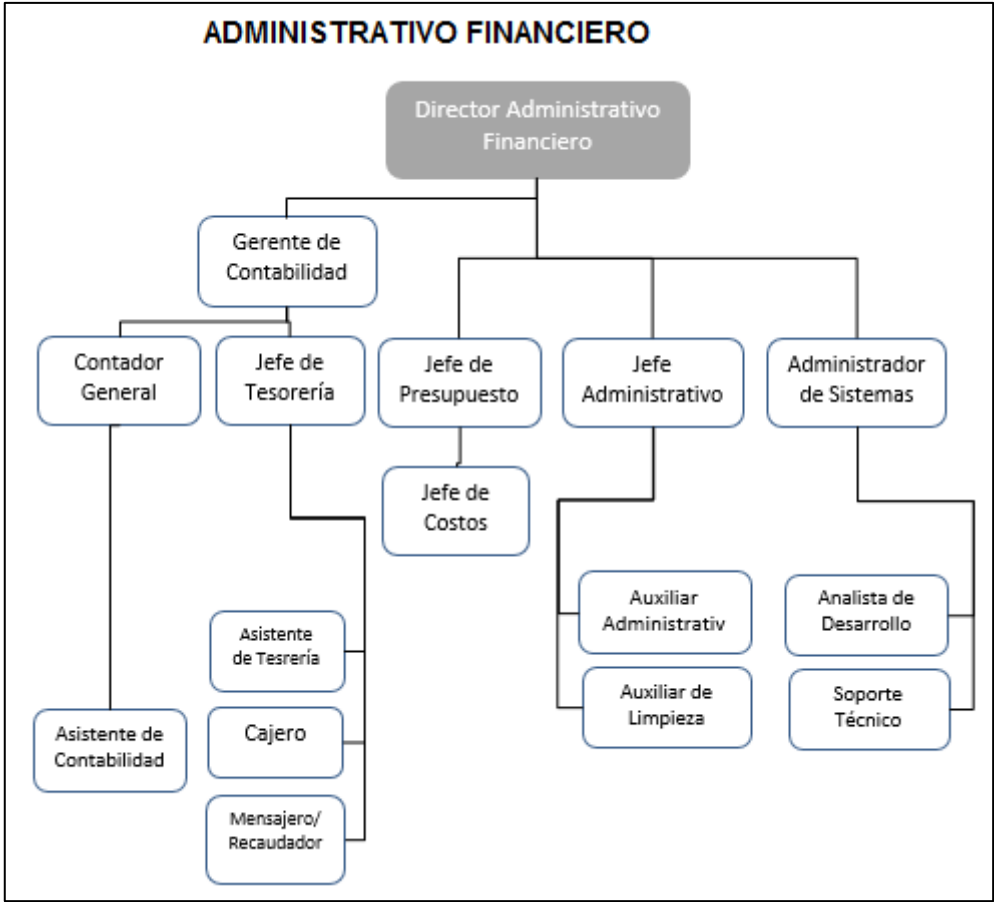 ADMINISTRATIVO FINANCIERO
Director Administrativo
Financiero
Gerente de
Contabilidad
Contador
General
Jefe de
Tesorería
Jefe de
Presupuesto
Jefe
Administrativo
Administrador
de Sistemas
Jefe de
Costos
Auxiliar
Administrativ
Analista de
Desarrollo
Asistente
de Tesrería
Auxiliar de
Limpieza
Soporte
Técnico
Asistente de
Contabilidad
Cajero
Mensajero/
Recaudador